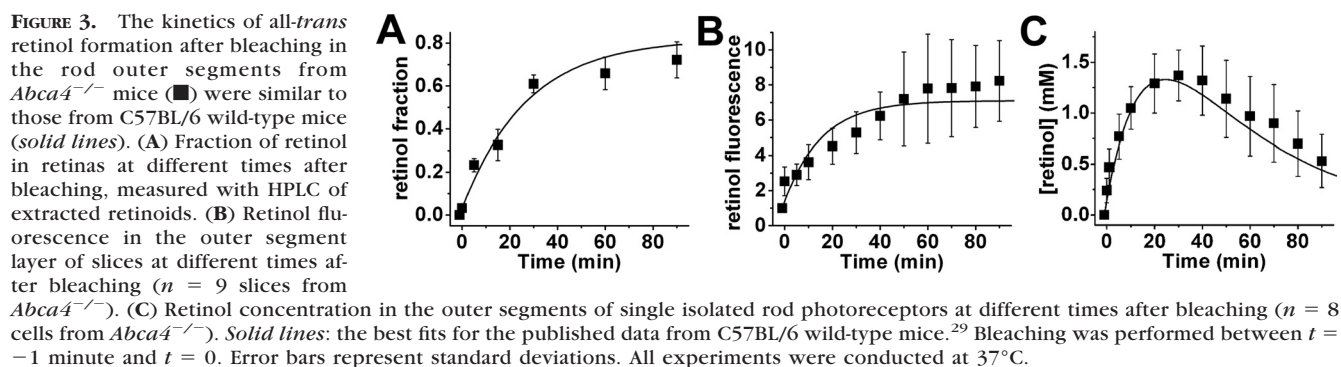 FIGURE 3. The kinetics of all-trans
retinol formation after bleaching in
the rod outer segments from
Abca4−/− mice (■) were similar to
those from C57BL/6 wild-type mice
(solid lines). (A) Fraction of retinol
in retinas at different times after
bleaching, measured with HPLC of
extracted retinoids. (B) Retinol flu-
orescence in the outer segment
layer of slices at different times af-
ter bleaching (n = 9 slices from
Abca4−/−). (C) Retinol concentration in the outer segments of single isolated rod photoreceptors at different times after bleaching (n = 8
cells from Abca4−/−). Solid lines: the best fits for the published data from C57BL/6 wild-type mice.29 Bleaching was performed between t =
−1 minute and t = 0. Error bars represent standard deviations. All experiments were conducted at 37°C.
A
retinol fraction
0.8
0.6
0.4
0.2
0.0
0 20 40 60 80
Time (min)
B
retinol fluorescence
10
8
6
4
2
0
0 20 40 60 80
Time (min)
C
[retinol] (mM)
1.5
1.0
0.5
0.0
0 20 40 60 80
Time (min)